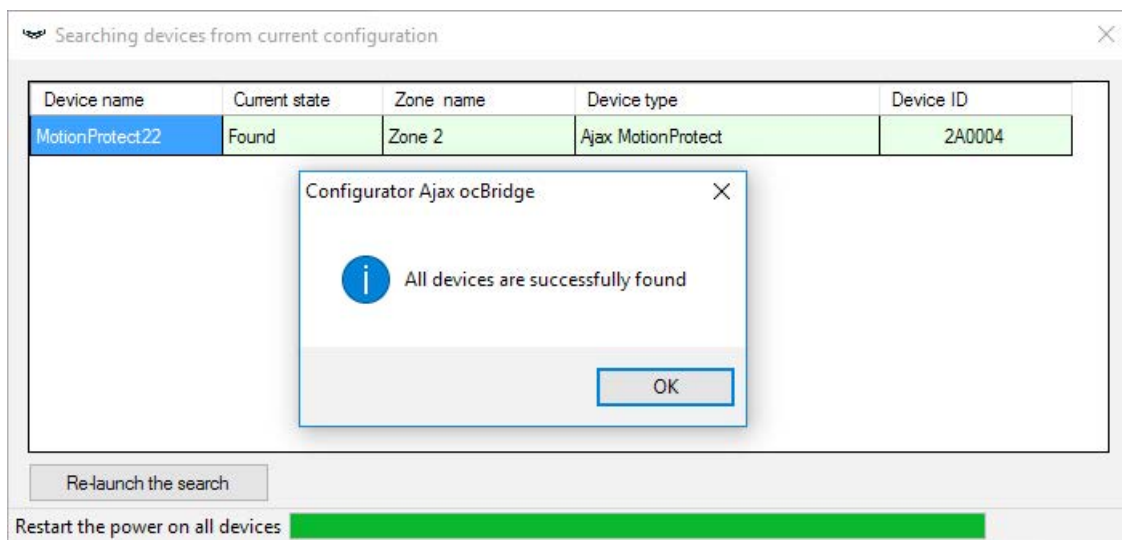 Searching devices from current configuration
Device name Current state Zone name Device type Device ID
MotionProtect22 Found Zone 2 Ajax MotionProtect 2A0004
Configurator Ajax ocBridge
All devices are successfully found
OK
Re-launch the search
Restart the power on all devices